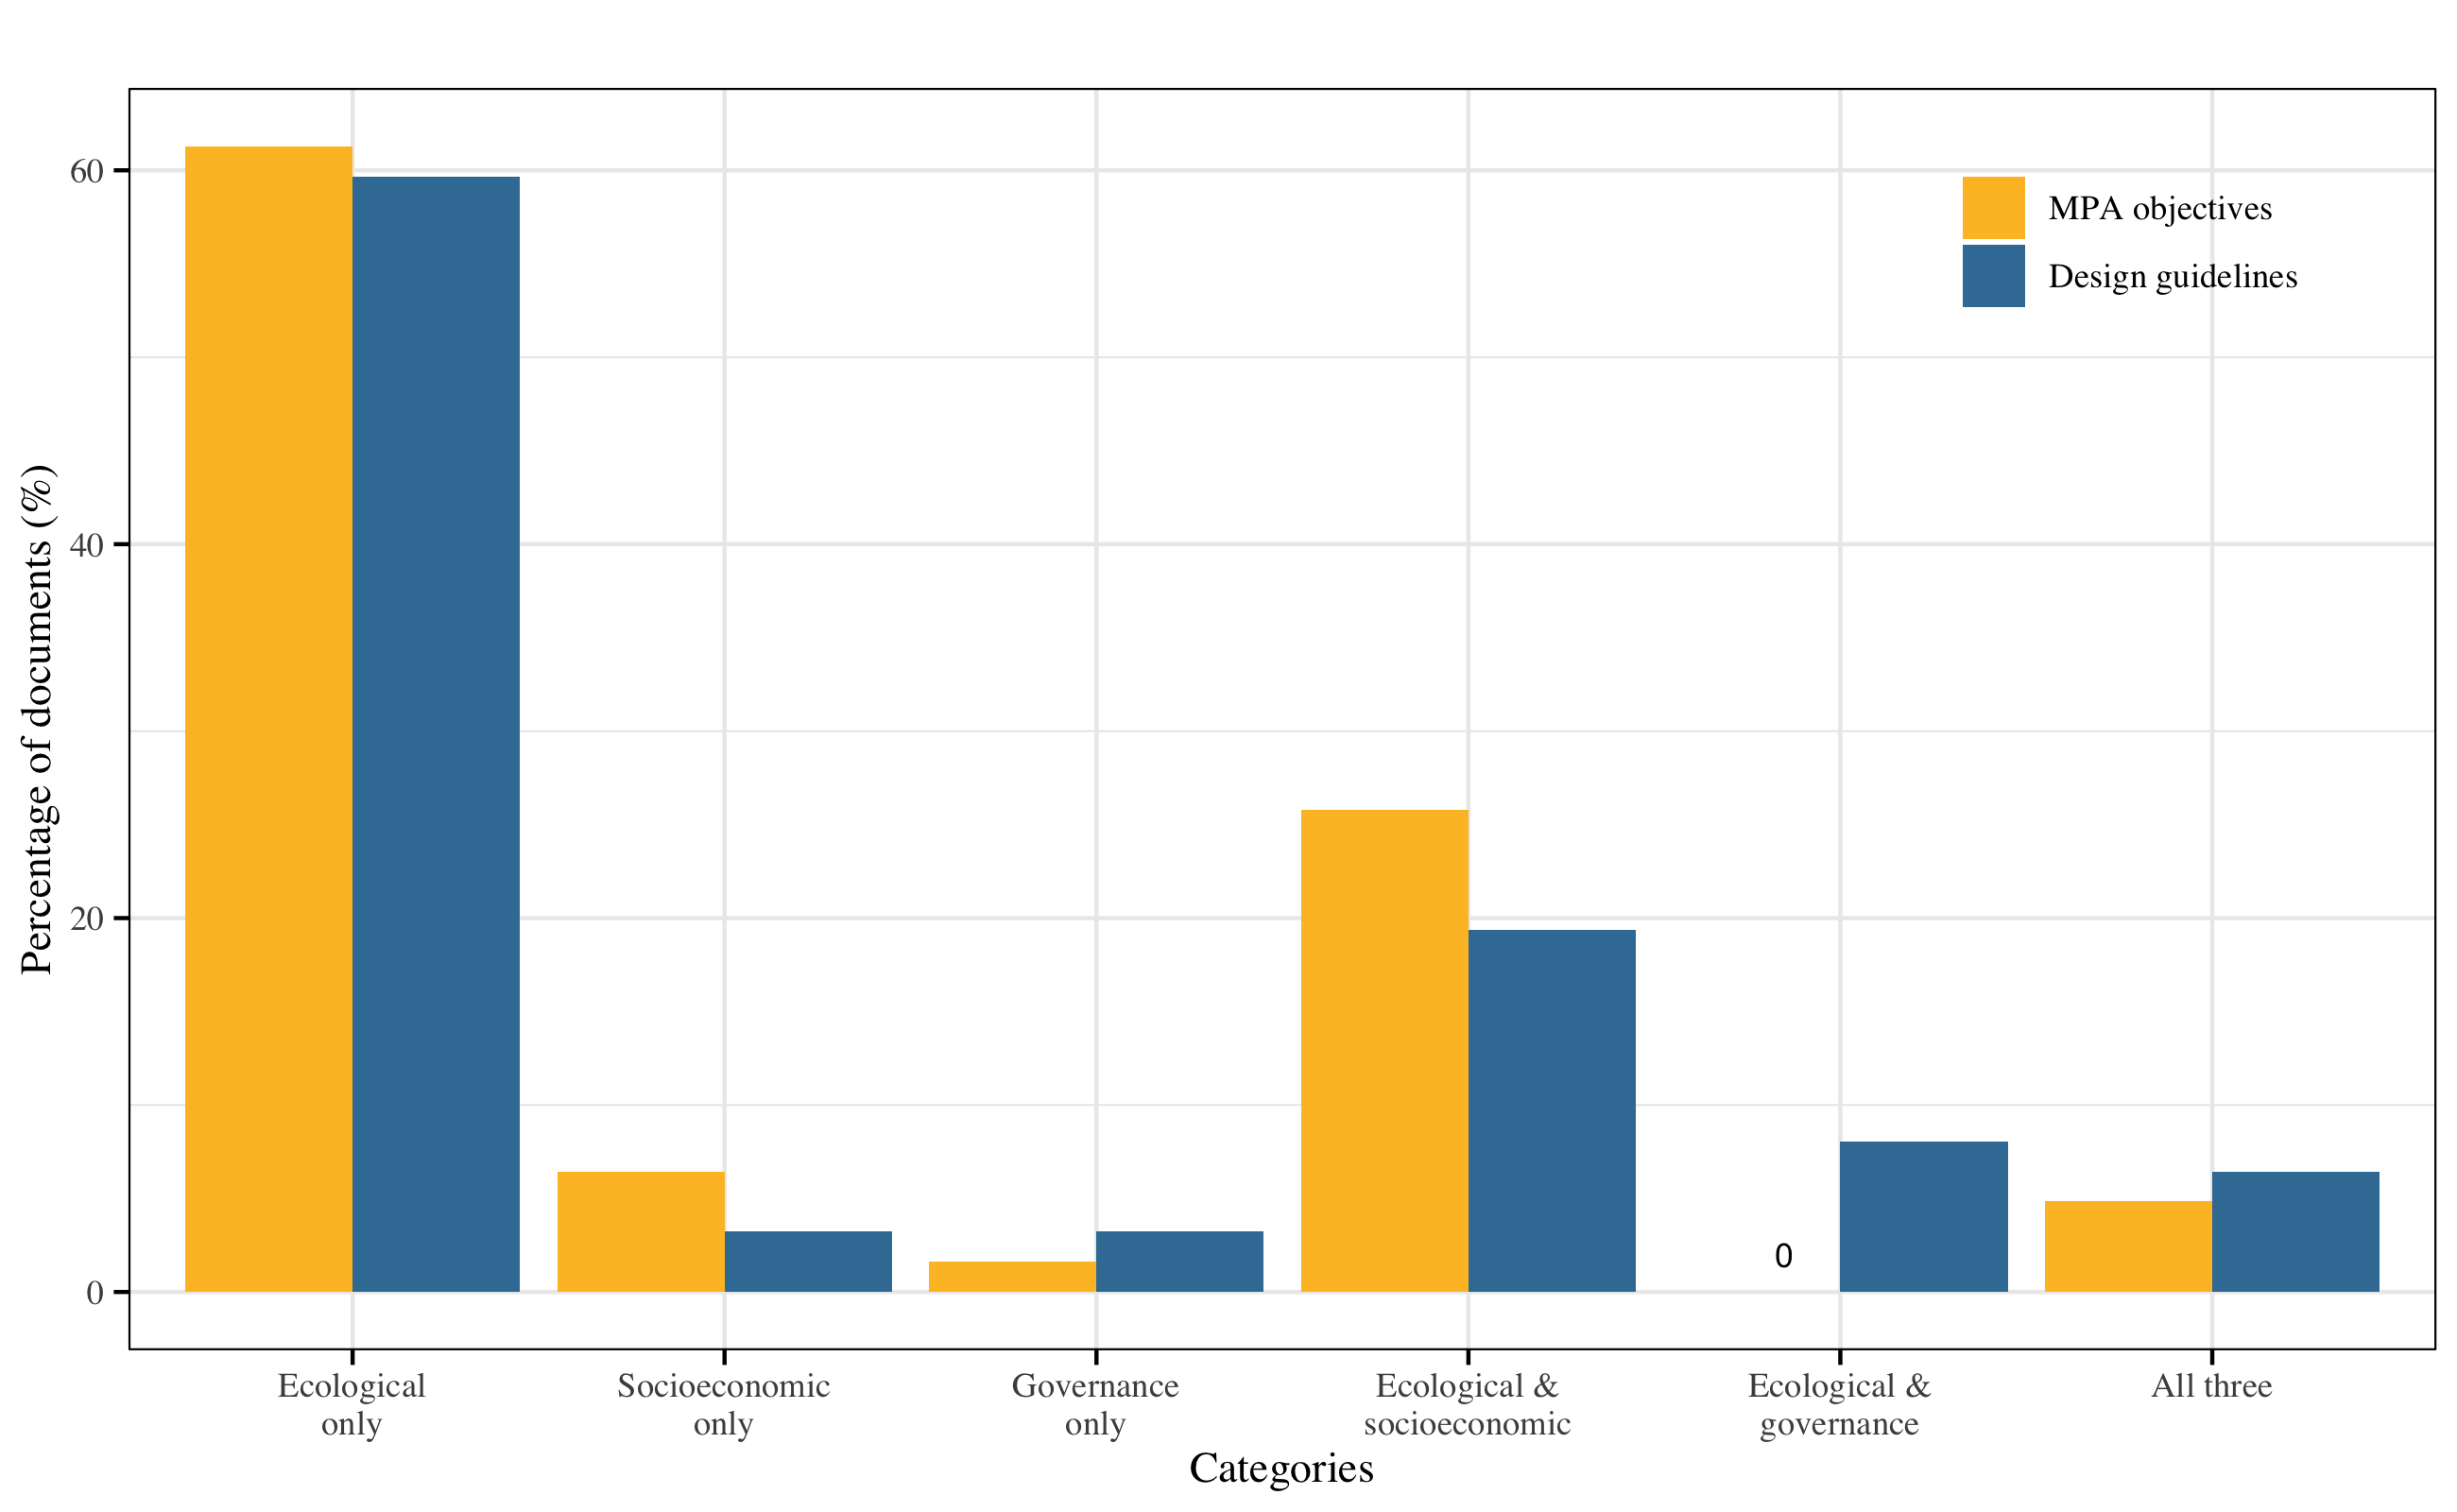 MPA objectives
Design guidelines
Percentage of documents (%)
60
40
20
0
0
Ecological
only
Socioeconomic
only
Governance
only
Ecological &
socioeconomic
Ecological &
governance
All three
Categories